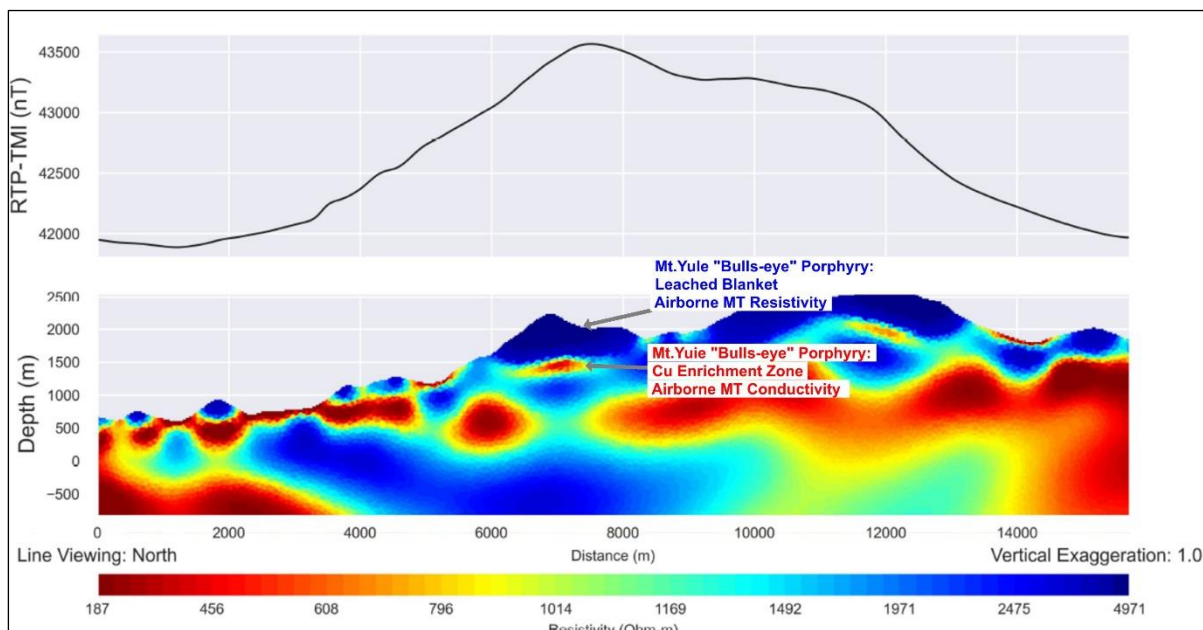 43500
43000
42500
42000
RTP-TMI (nT)
Mt.Yule "Bulls-eye" Porphyry:
Leached Blanket
Airborne MT Resistivity
Mt.Yuie "Bulls-eye" Porphyry:
Cu Enrichment Zone
Airborne MT Conductivity
2500
2000
1500
1000
500
0
−500
Depth (m)
0 2000 4000 6000 8000 10000 12000 14000
Line Viewing: North Distance (m) Vertical Exaggeration: 1.0
187 456 608 796 1014 1169 1492 1971 2475 4971
Resistivity (Ohm-m)